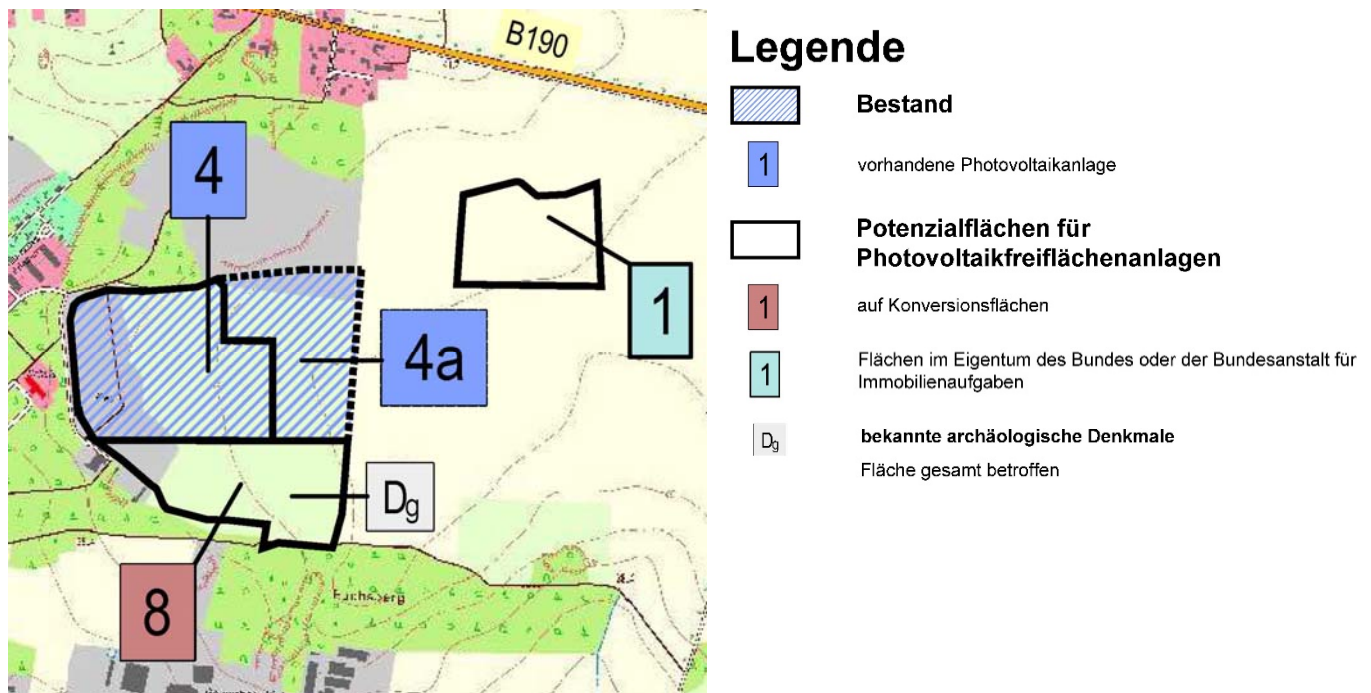 B190
4
1
4a
Dg
8
Fuchsberg
Legende
Bestand
1
vorhandene Photovoltaikanlage
Potenzialflächen für
Photovoltaikfreiflächenanlagen
1
auf Konversionsflächen
1
Flächen im Eigentum des Bundes oder der Bundesanstalt für
Immobilienaufgaben
Dg
bekannte archäologische Denkmale
Fläche gesamt betroffen